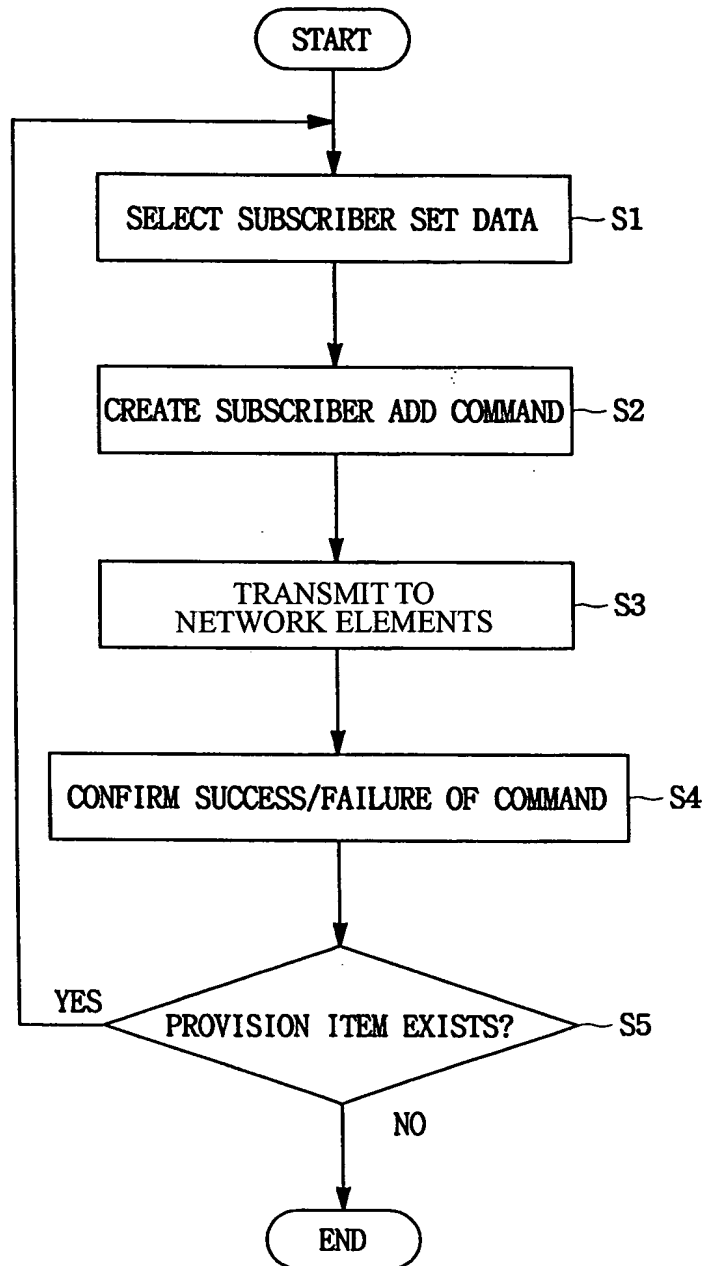 START
SELECT SUBSCRIBER SET DATA
S1
CREATE SUBSCRIBER ADD COMMAND
S2
TRANSMIT TO
NETWORK ELEMENTS
S3
CONFIRM SUCCESS/FAILURE OF COMMAND
S4
YES
PROVISION ITEM EXISTS?
S5
NO
END